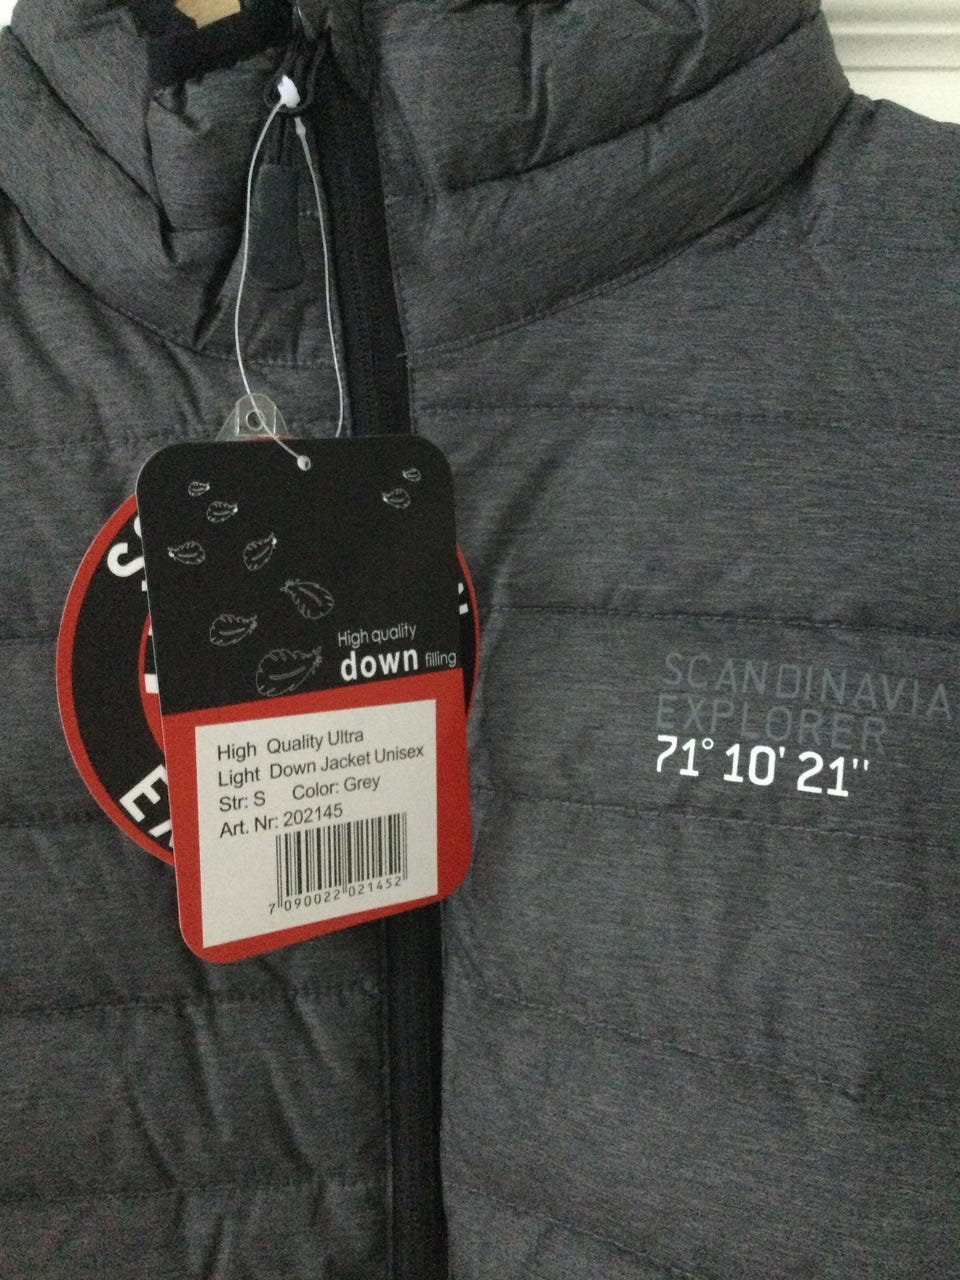 High quality
down filling
High Quality Ultra
Light Down Jacket Unisex
Str: S Color: Grey
Art. Nr: 202145
7 090022 021452
SCANDINAVIA
EXPLORER
71° 10' 21"